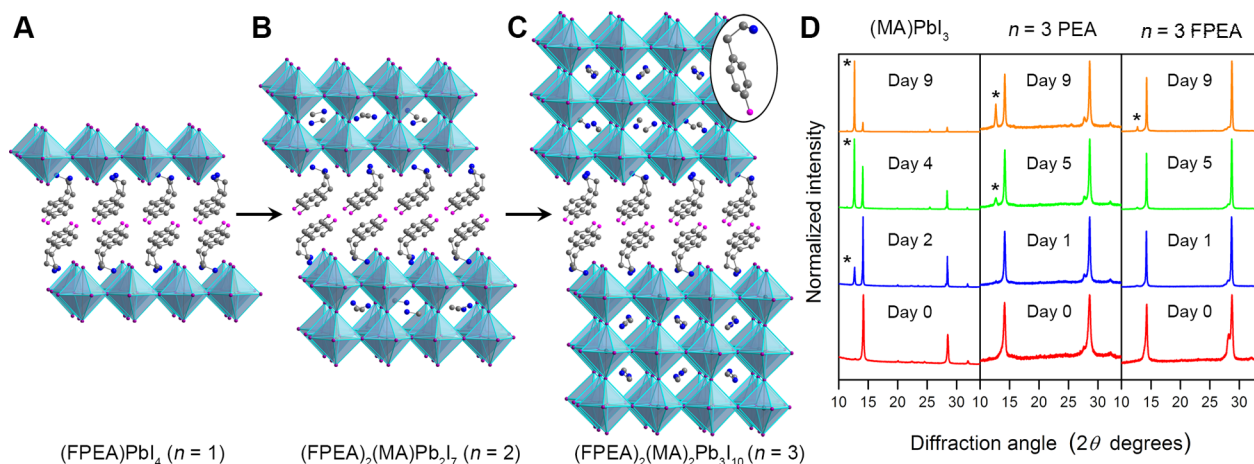 A
B
C
D
(MA)PbI3
n = 3 PEA
n = 3 FPEA
*
Day 9
*
Day 9
*
Day 9
*
Day 4
*
Day 5
Day 5
*
Day 2
Day 1
Day 1
Day 0
Day 0
Day 0
Normalized intensity
10 15 20 25 30 10 15 20 25 30 10 15 20 25 30
Diffraction angle (2θ degrees)
(FPEA)PbI4 (n = 1)
(FPEA)2(MA)Pb2I7 (n = 2)
(FPEA)2(MA)2Pb3I10 (n = 3)